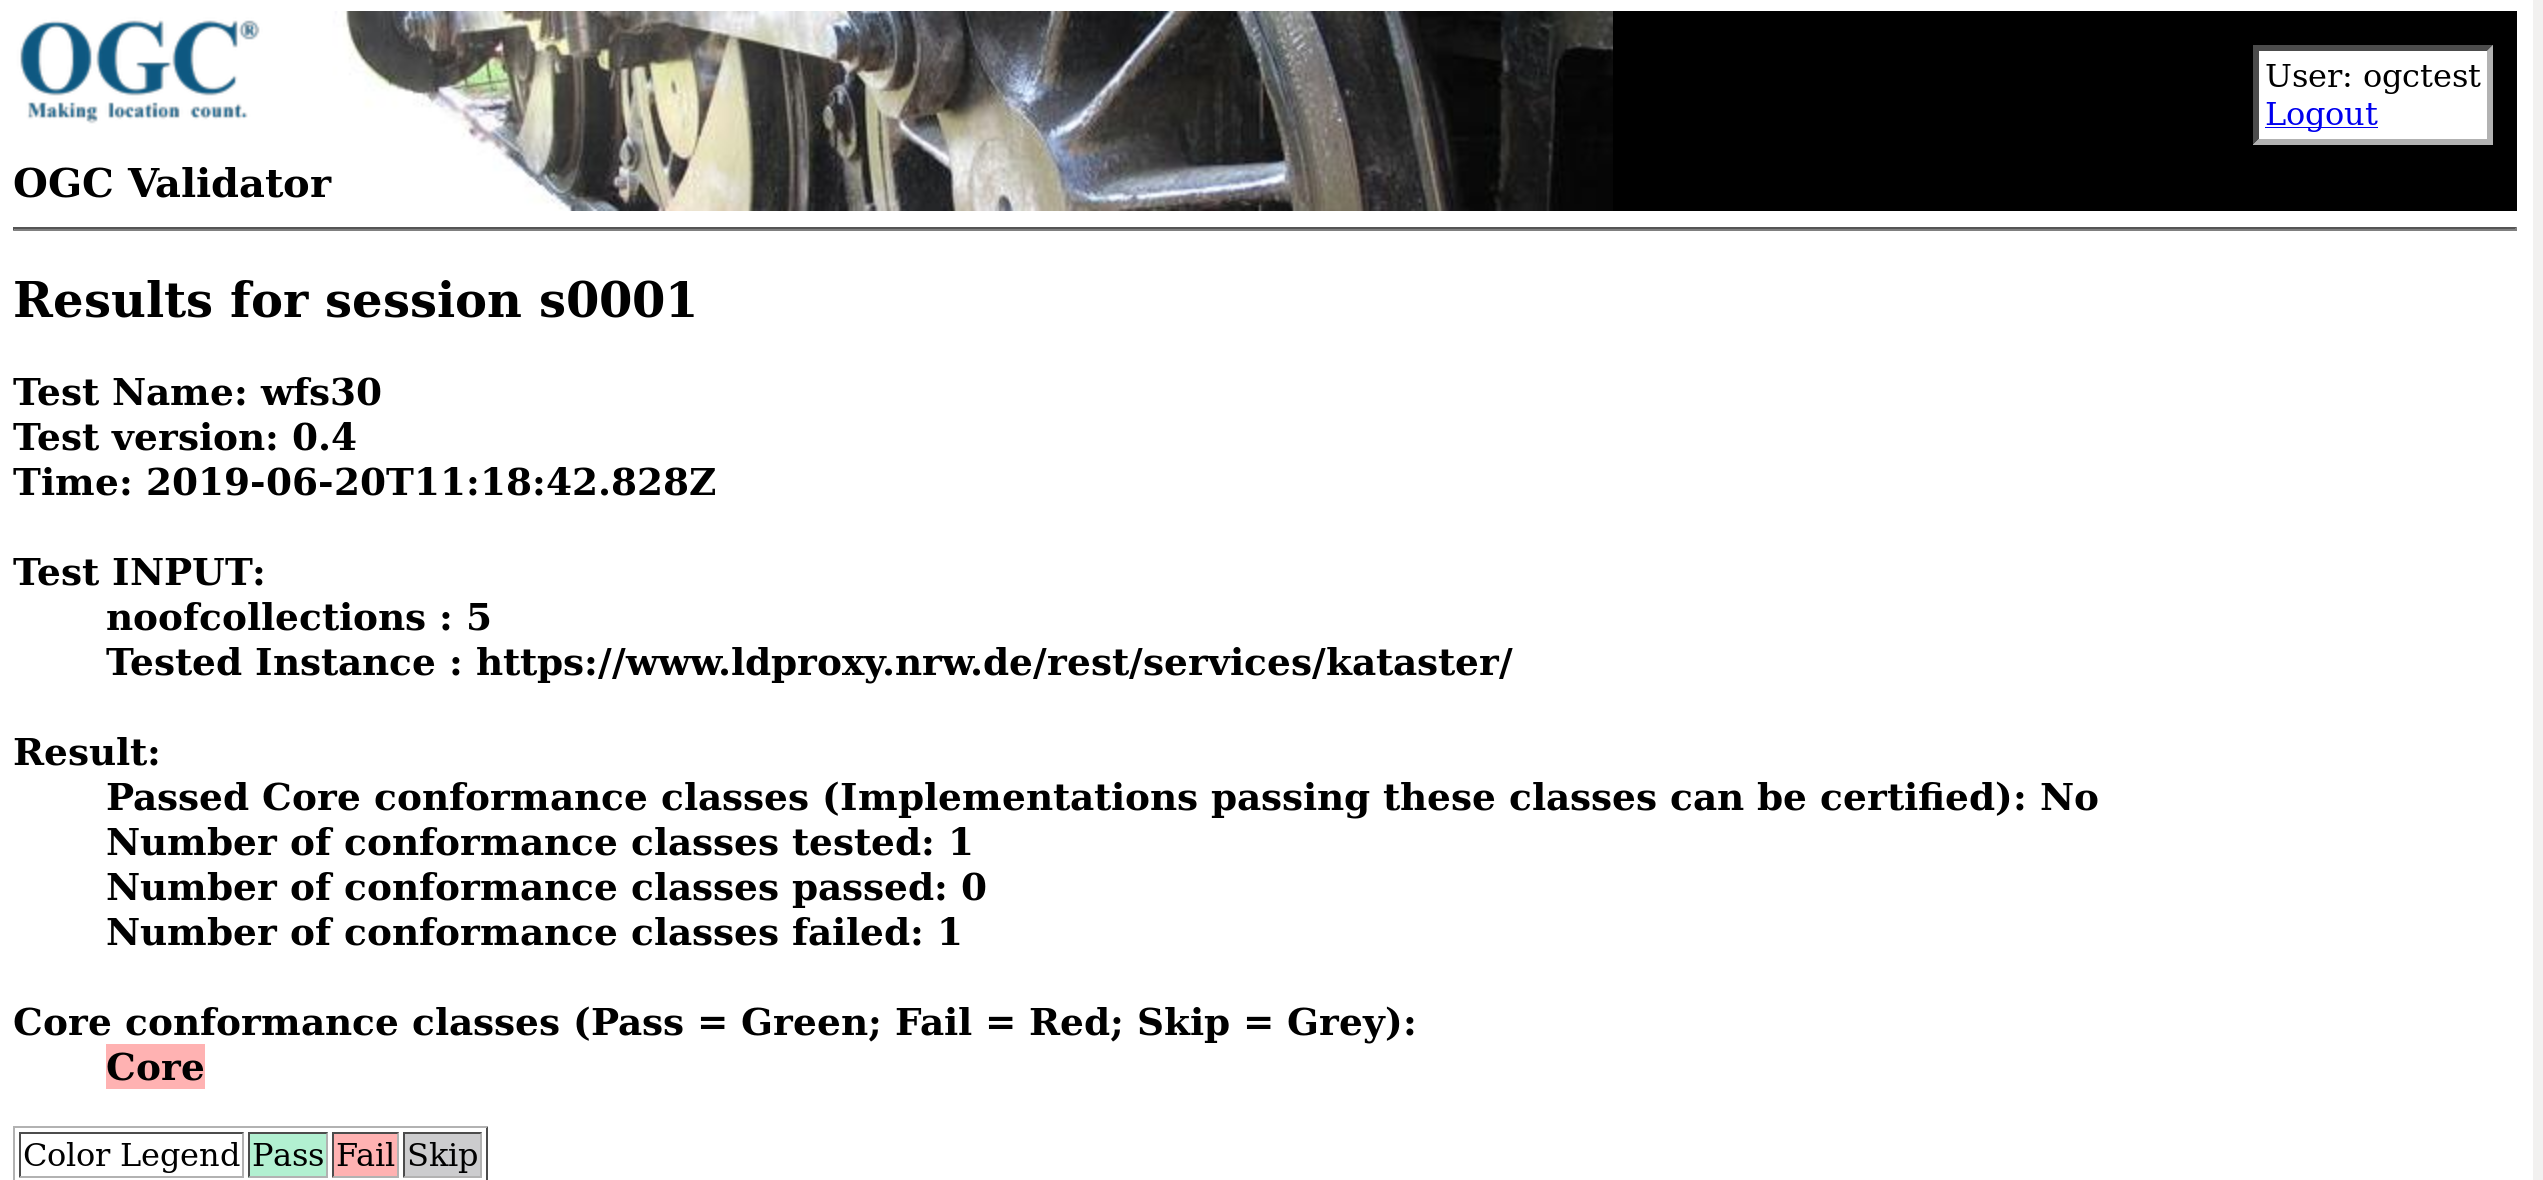 OGC®
Making location count.
User: ogctest
Logout
OGC Validator
Results for session s0001
Test Name: wfs30
Test version: 0.4
Time: 2019-06-20T11:18:42.828Z
Test INPUT:
noofcollections : 5
Tested Instance : https://www.ldproxy.nrw.de/rest/services/kataster/
Result:
Passed Core conformance classes (Implementations passing these classes can be certified): No
Number of conformance classes tested: 1
Number of conformance classes passed: 0
Number of conformance classes failed: 1
Core conformance classes (Pass = Green; Fail = Red; Skip = Grey):
Core
Color Legend Pass Fail Skip